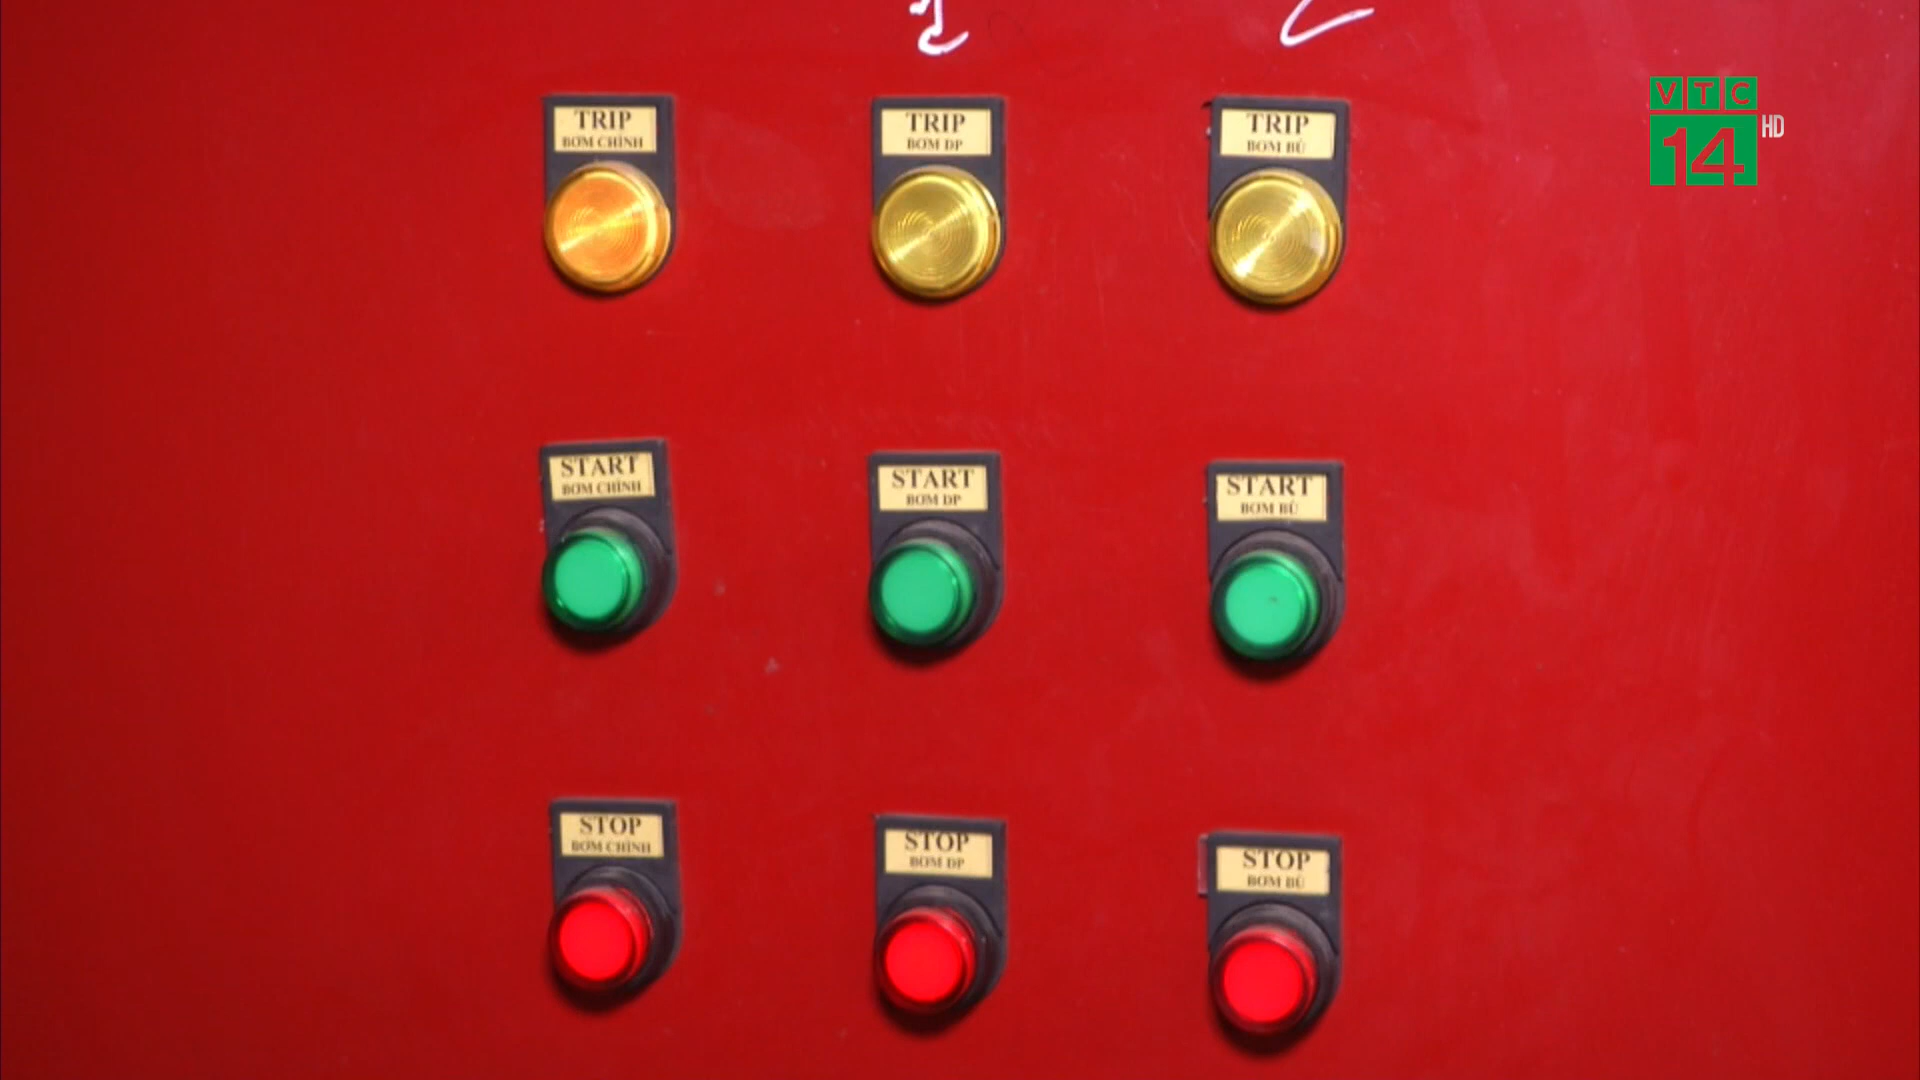 VTC
14 HD
TRIP
BƠM CHÍNH
TRIP
BƠM DP
TRIP
BƠM BÙ
START
BƠM CHÍNH
START
BƠM DP
START
BƠM BÙ
STOP
BƠM CHÍNH
STOP
BƠM DP
STOP
BƠM BÙ